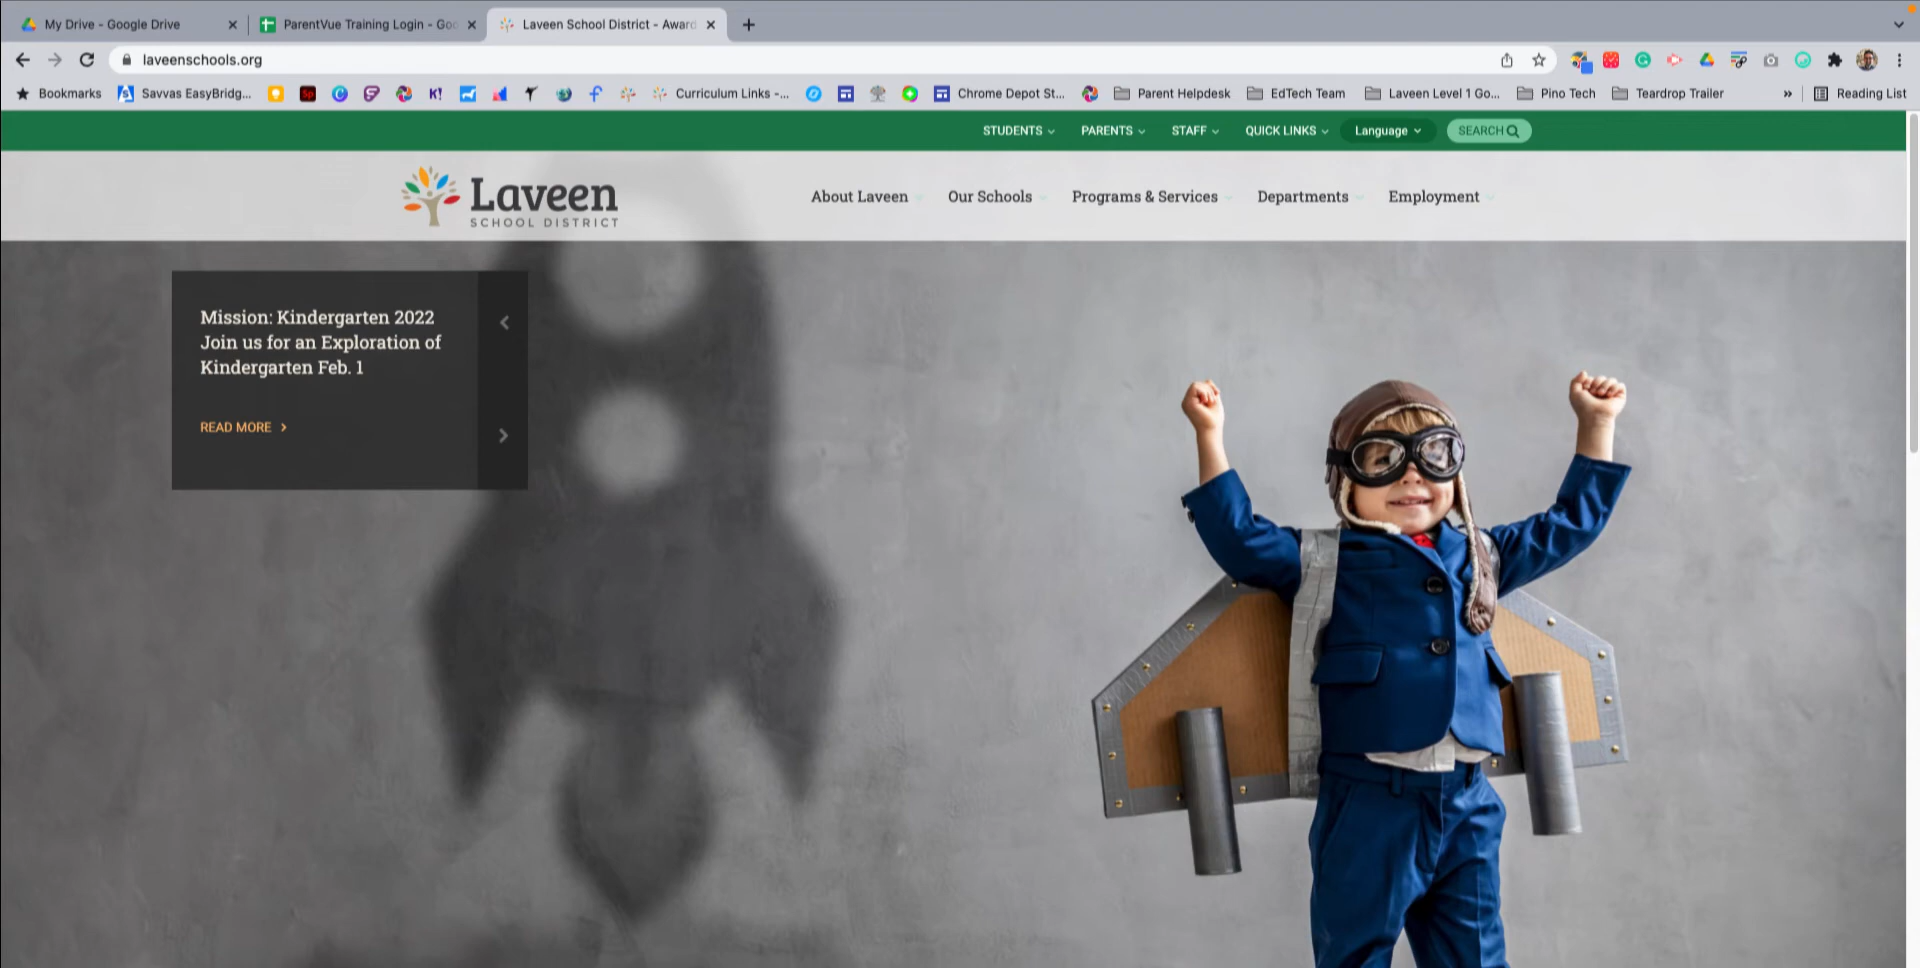 My Drive - Google Drive
ParentVue Training Login - Goo
Laveen School District - Award
laveenschools.org
Bookmarks
Savvas EasyBridg...
Sp
K!
Curriculum Links -...
Chrome Depot St...
Parent Helpdesk
EdTech Team
Laveen Level 1 Go...
Pino Tech
Teardrop Trailer
Reading List
STUDENTS
PARENTS
STAFF
QUICK LINKS
Language
SEARCH
Laveen
SCHOOL DISTRICT
About Laveen
Our Schools
Programs & Services
Departments
Employment
Mission: Kindergarten 2022
Join us for an Exploration of
Kindergarten Feb. 1
READ MORE